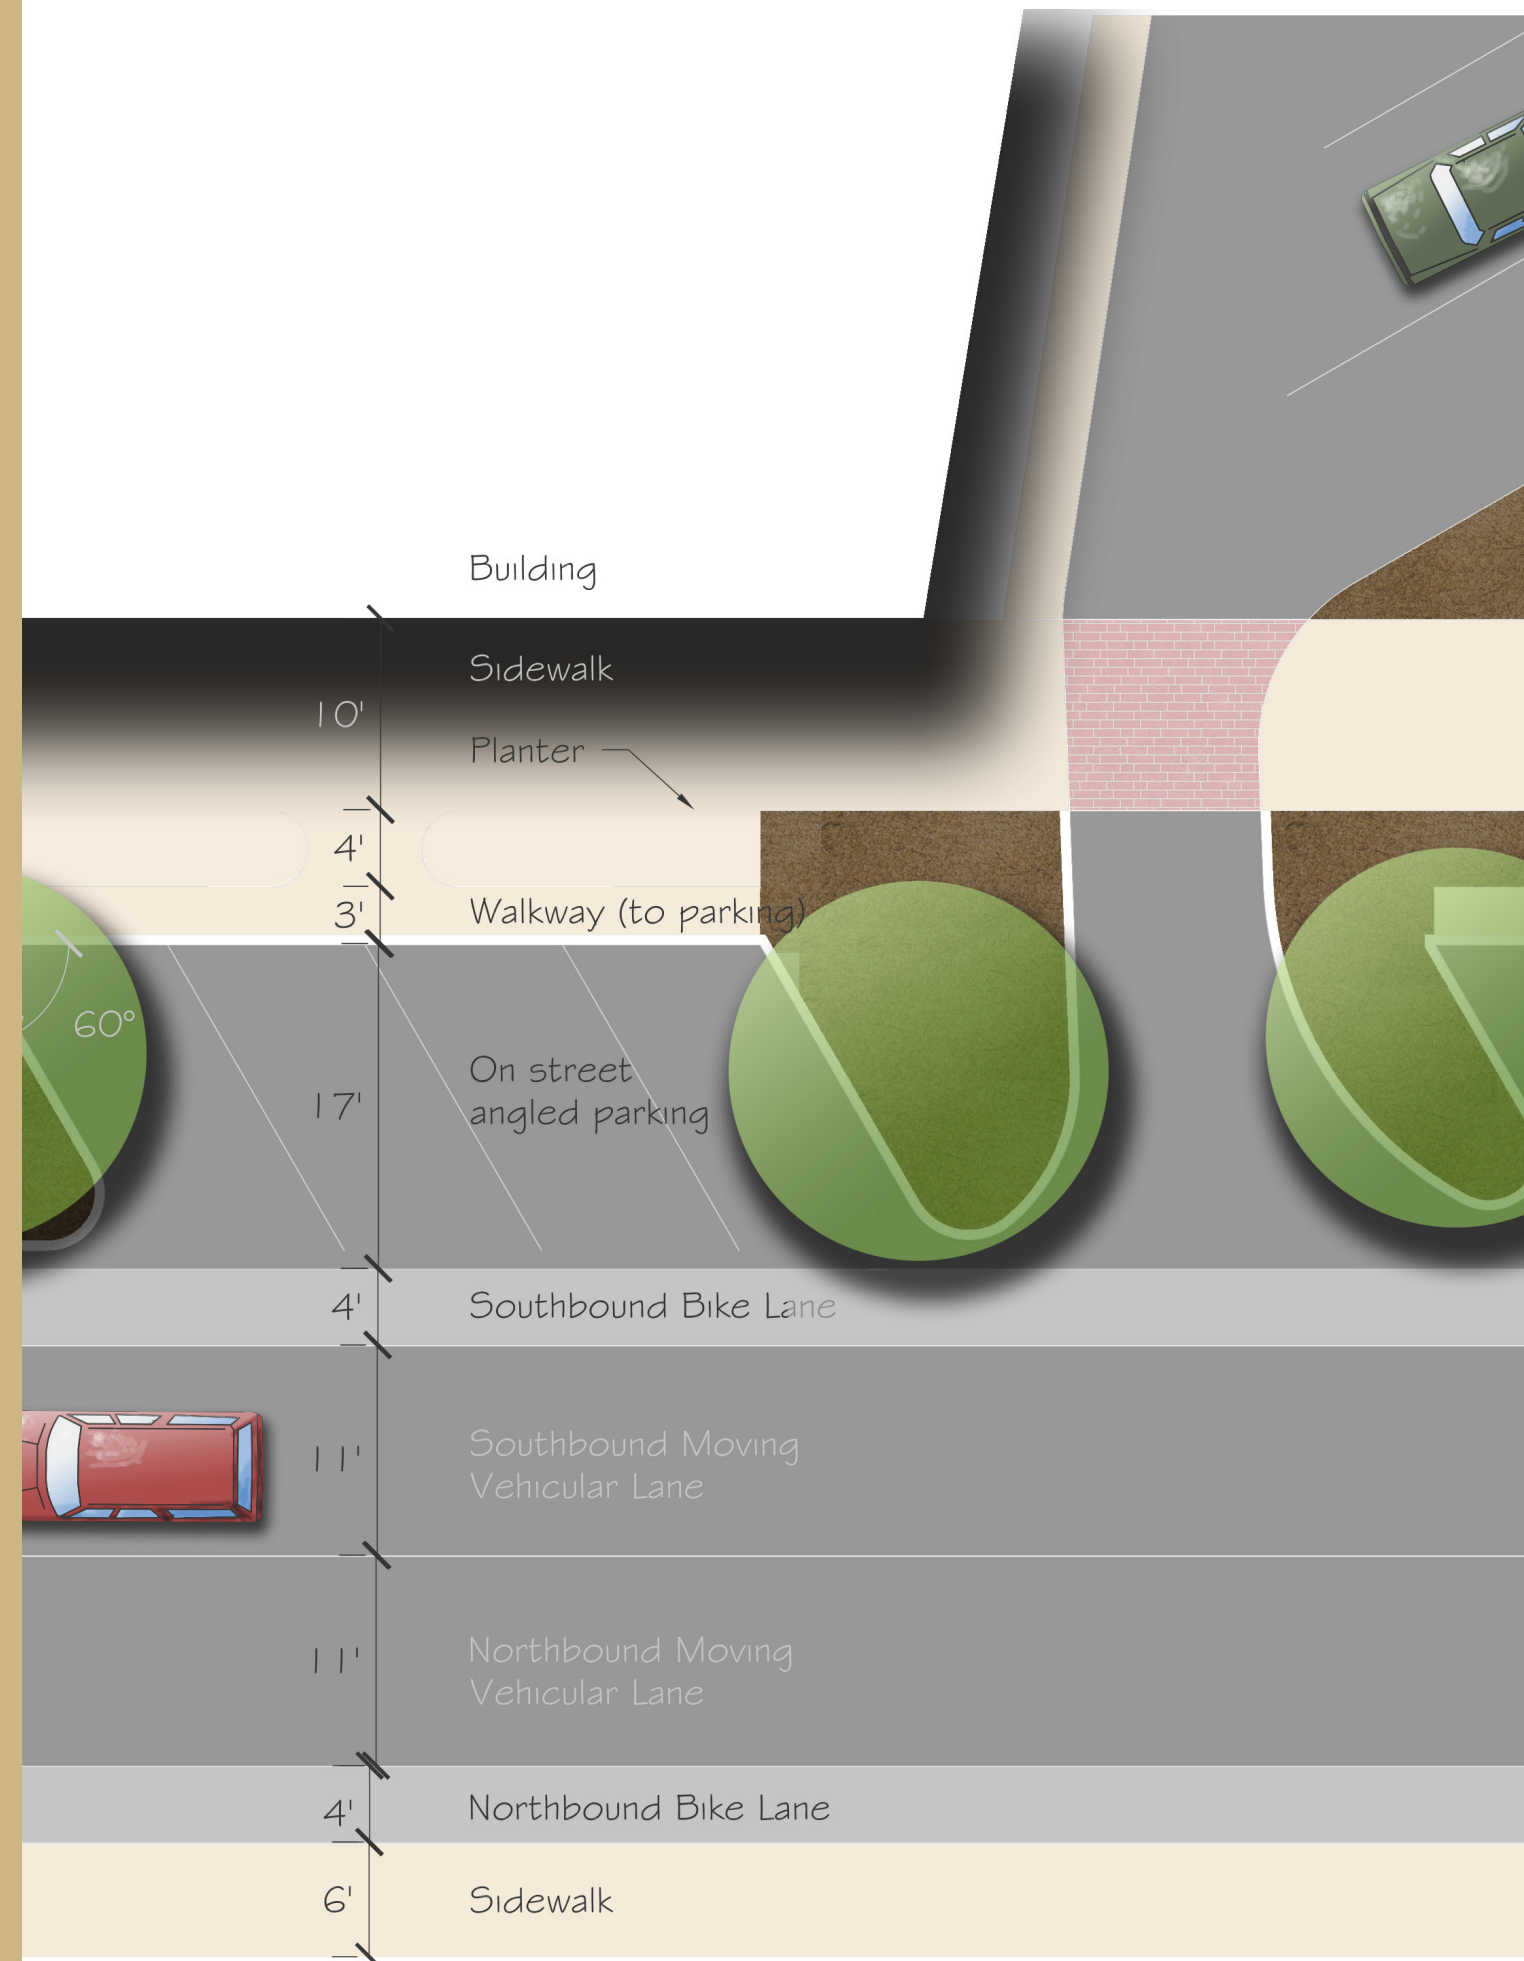 Building
Sidewalk
10'
Planter
4'
3'
Walkway (to parking)
60°
On street
17'
angled parking
4'
Southbound Bike Lane
Southbound Moving
11'
Vehicular Lane
Northbound Moving
11'
Vehicular Lane
4'
Northbound Bike Lane
6'
Sidewalk